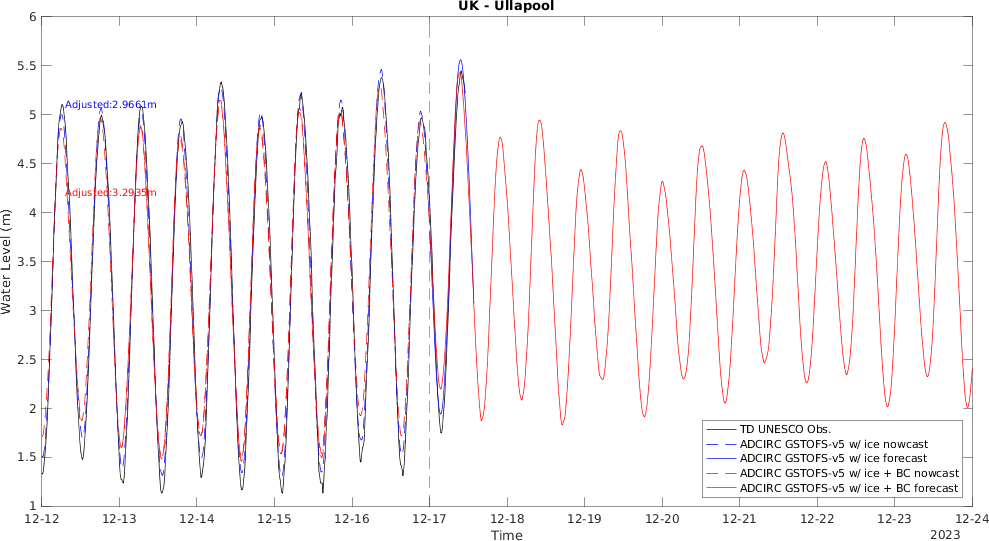 UK - Ullapool
6
5.5
5
4.5
4
3.5
3
2.5
2
1.5
1
Water Level (m)
Adjusted:2.9661m
Adjusted:3.2935m
TD UNESCO Obs.
ADCIRC GSTOFS-v5 w/ ice nowcast
ADCIRC GSTOFS-v5 w/ ice forecast
ADCIRC GSTOFS-v5 w/ ice + BC nowcast
ADCIRC GSTOFS-v5 w/ ice + BC forecast
12-12 12-13 12-14 12-15 12-16 12-17 12-18 12-19 12-20 12-21 12-22 12-23 12-24
Time
2023